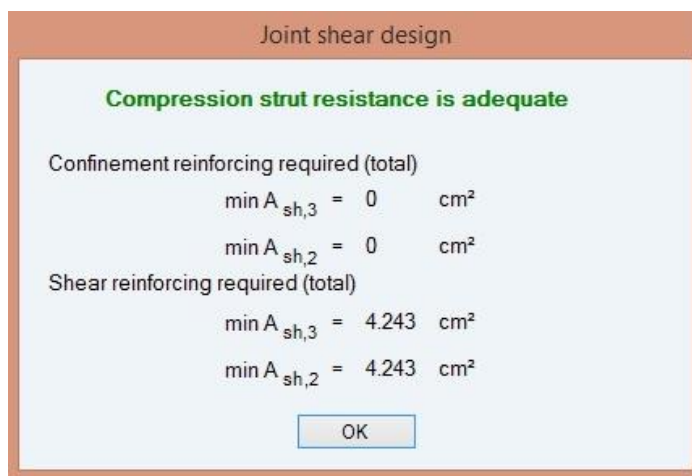 Joint shear design
Compression strut resistance is adequate
Confinement reinforcing required (total)
min A sh,3 = 0 cm²
min A sh,2 = 0 cm²
Shear reinforcing required (total)
min A sh,3 = 4.243 cm²
min A sh,2 = 4.243 cm²
OK